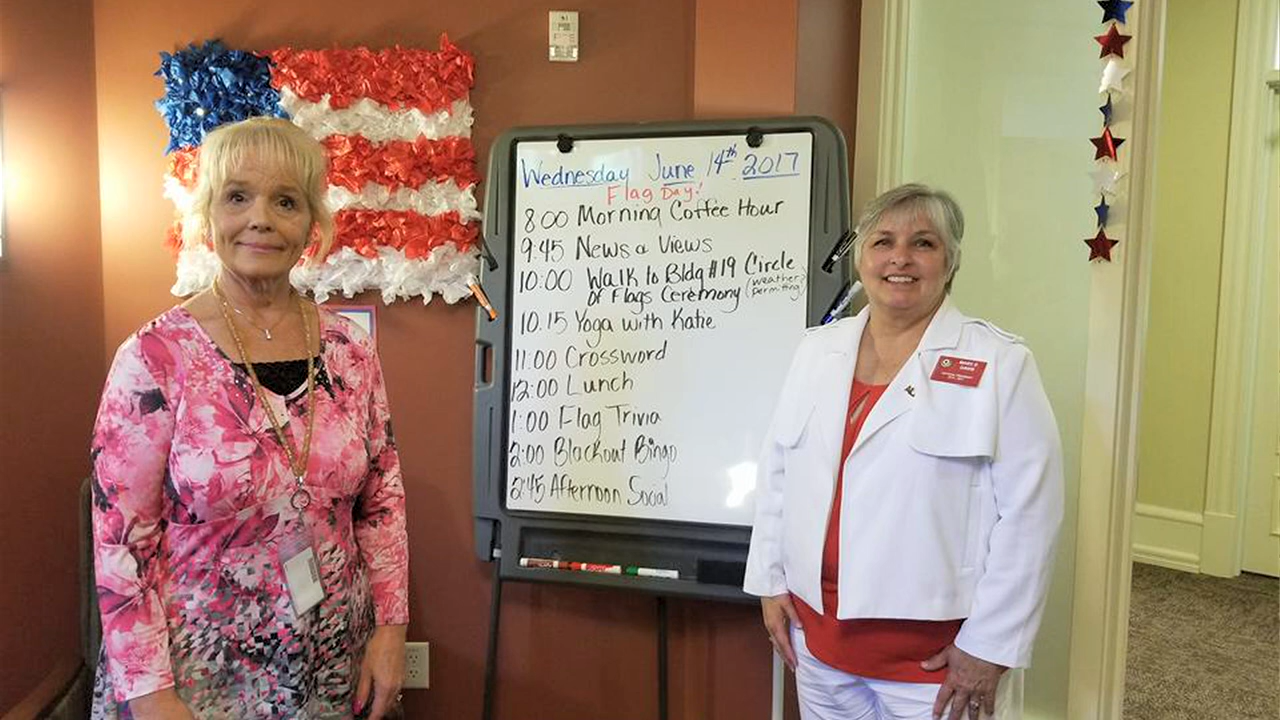 Wednesday June 14th 2017
Flag Day!
8:00 Morning Coffee Hour
9:45 News & Views
10:00 Walk to Bldg #19 Circle
of Flags Ceremony (weather
permitting)
10:15 Yoga with Katie
11:00 Crossword
12:00 Lunch
1:00 Flag Trivia
2:00 Blackout Bingo
2:45 Afternoon Social